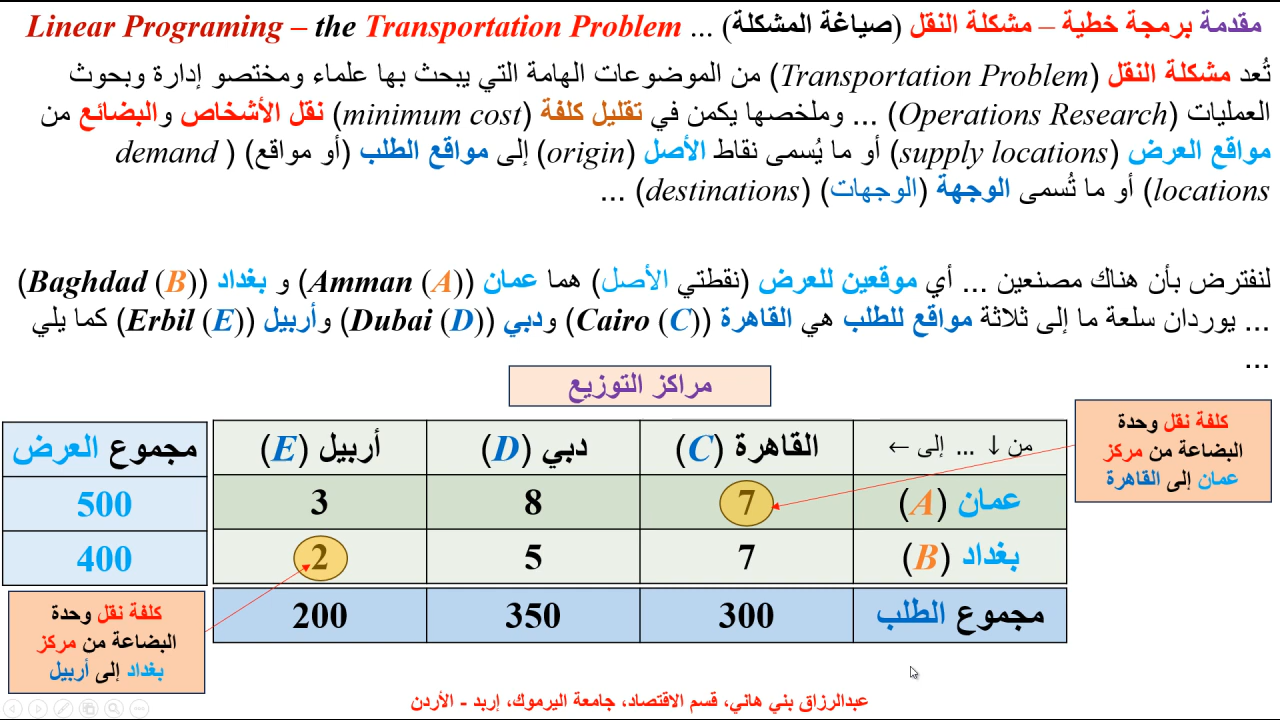 مقدمة برمجة خطية – مشكلة النقل (صياغة المشكلة) ... Linear Programing – the Transportation Problem
تُعد مشكلة النقل (Transportation Problem) من الموضوعات الهامة التي يبحث بها علماء ومختصو إدارة وبحوث
العمليات (Operations Research) ... وملخصها يكمن في تقليل كلفة (minimum cost) نقل الأشخاص والبضائع من
مواقع العرض (supply locations) أو ما يُسمى نقاط الأصل (origin) إلى مواقع الطلب (أو مواقع) (demand
locations) أو ما تُسمى الوجهة (الوجهات) (destinations) ...
لنفترض بأن هناك مصنعين ... أي موقعين للعرض (نقطتي الأصل) هما عمان (Amman (A)) و بغداد (Baghdad (B))
... يوردان سلعة ما إلى ثلاثة مواقع للطلب هي القاهرة (Cairo (C)) ودبي (Dubai (D)) وأربيل (Erbil (E)) كما يلي
...
مراكز التوزيع
كلفة نقل وحدة
البضاعة من مركز
عمان إلى القاهرة
من ↓ ... إلى ← القاهرة (C) دبي (D) أربيل (E) مجموع العرض
عمان (A) 7 8 3 500
بغداد (B) 7 5 2 400
مجموع الطلب 300 350 200
كلفة نقل وحدة
البضاعة من مركز
بغداد إلى أربيل
عبدالرزاق بني هاني، قسم الاقتصاد، جامعة اليرموك، إربد - الأردن